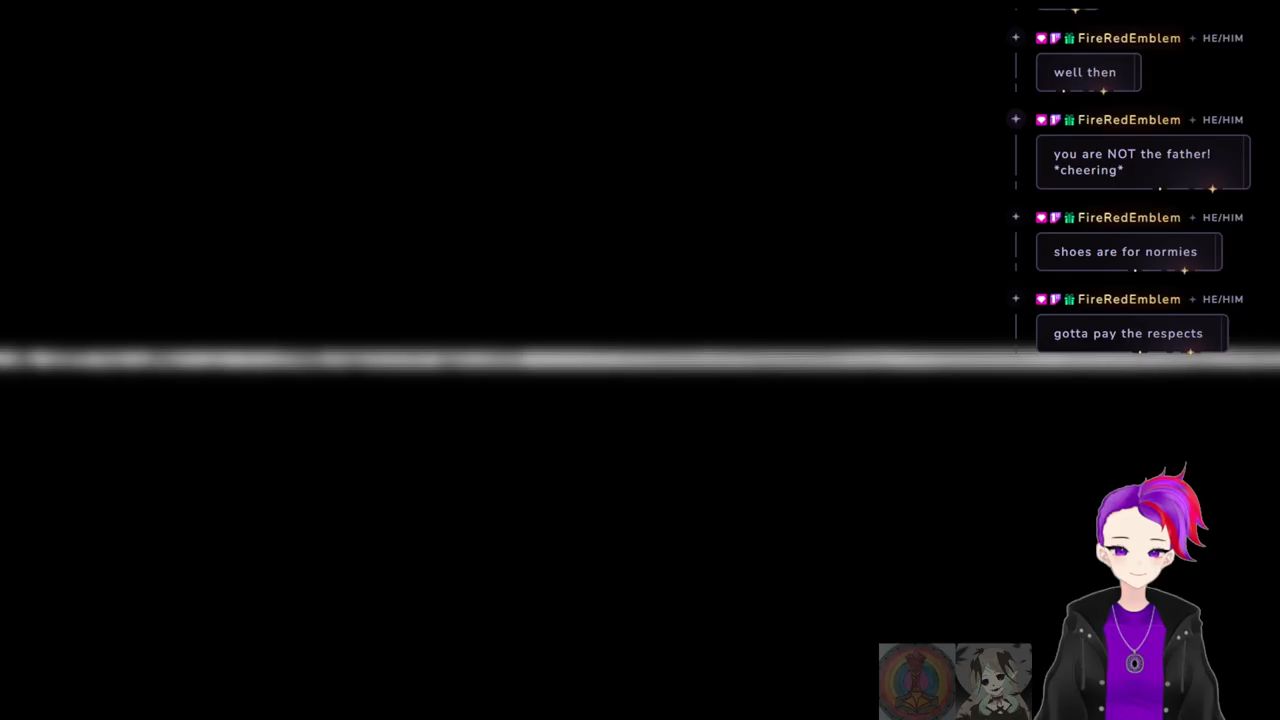 FireRedEmblem HE/HIM
well then
FireRedEmblem HE/HIM
you are NOT the father!
*cheering*
FireRedEmblem HE/HIM
shoes are for normies
FireRedEmblem HE/HIM
gotta pay the respects